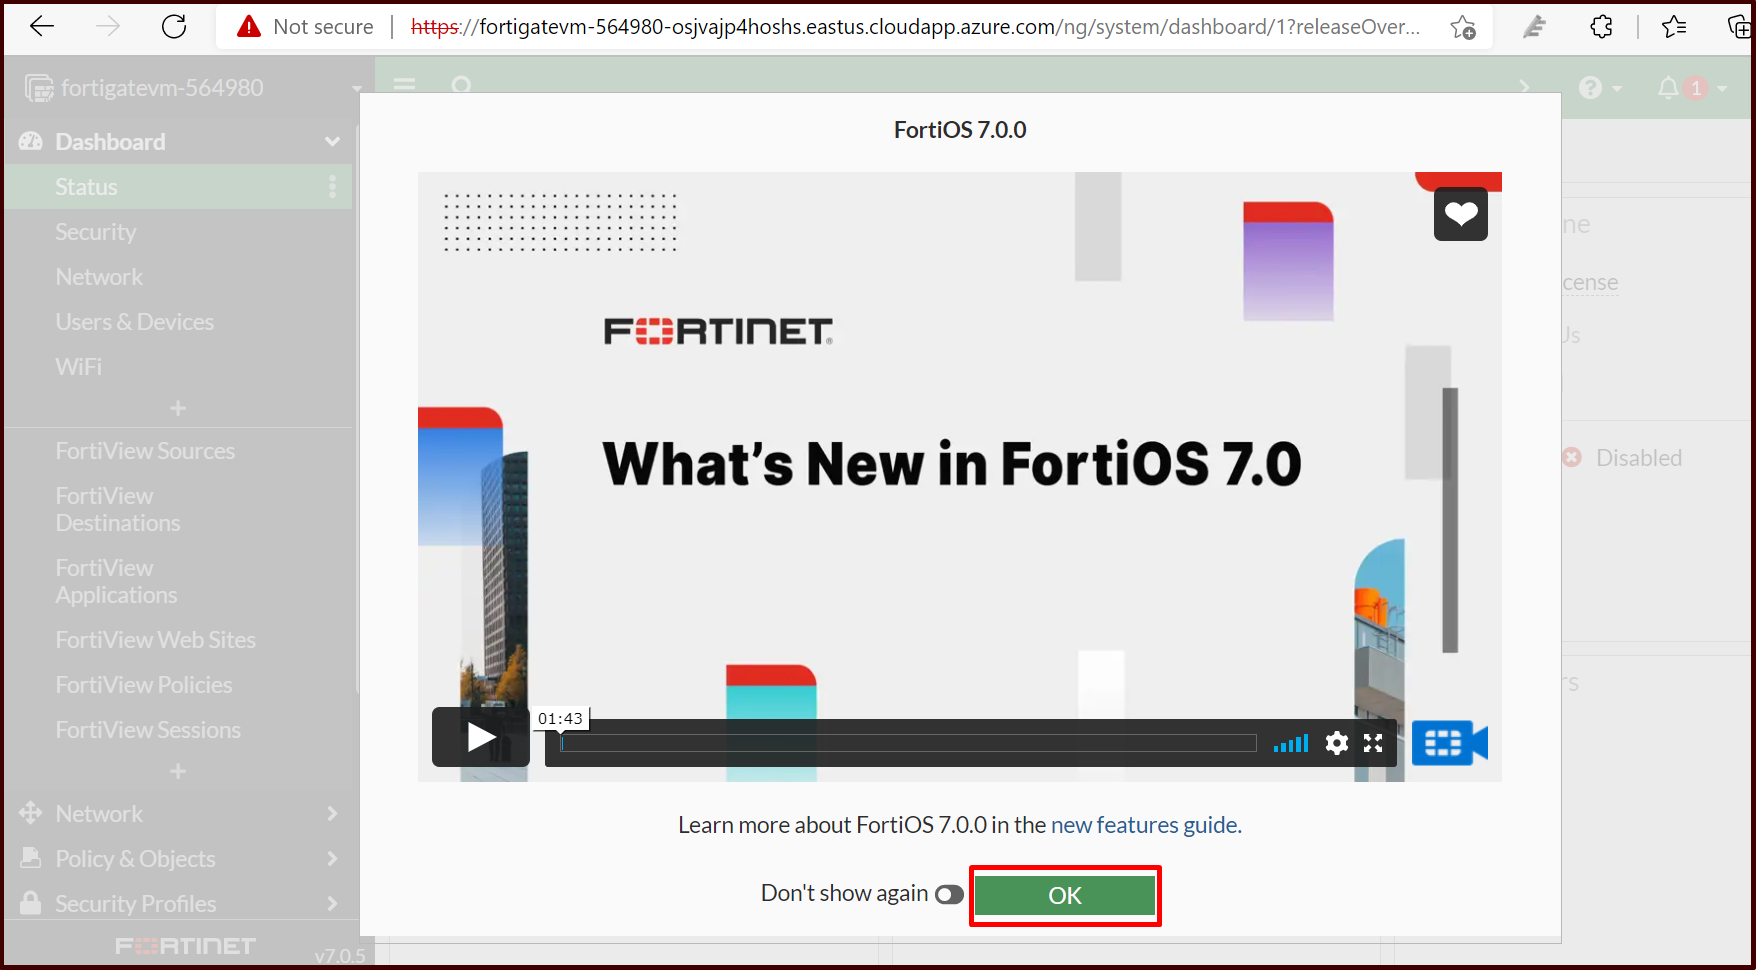 Not secure
https://fortigatevm-564980-osjvajp4hoshs.eastus.cloudapp.azure.com/ng/system/dashboard/1?releaseOver...
fortigatevm-564980
1
Dashboard
Status
Security
Network
Users & Devices
WiFi
FortiView Sources
FortiView
Destinations
FortiView
Applications
FortiView Web Sites
FortiView Policies
FortiView Sessions
Network
Policy & Objects
Security Profiles
FORTINET
v7.0.5
FortiOS 7.0.0
FORTINET®
What's New in FortiOS 7.0
01:43
Learn more about FortiOS 7.0.0 in the new features guide.
Don't show again
OK
Disabled